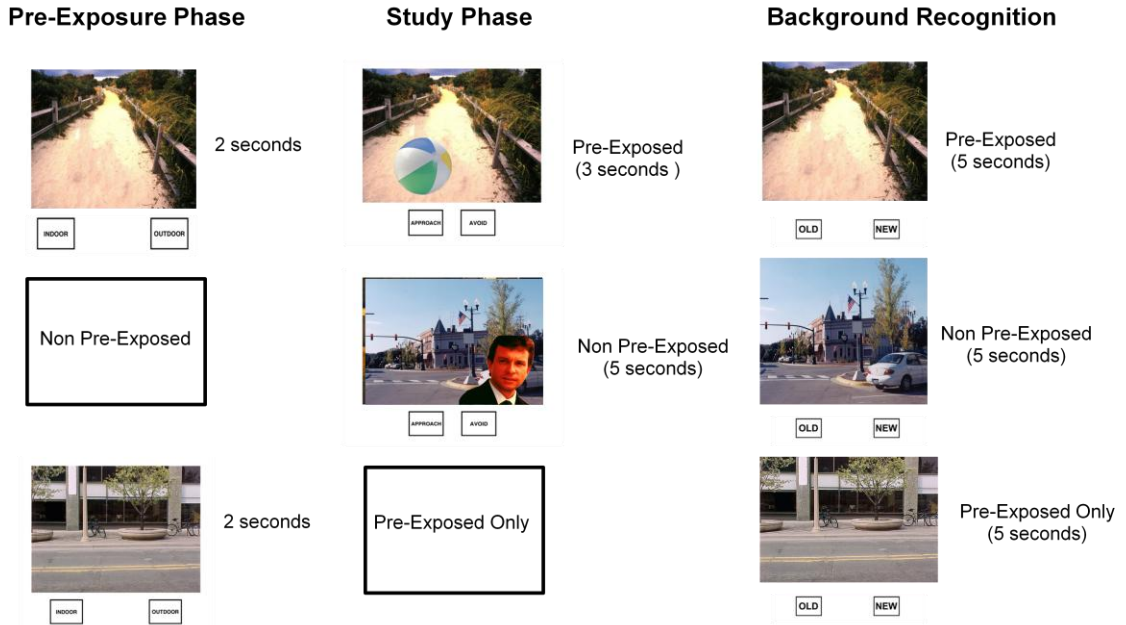 Pre-Exposure Phase
Study Phase
Background Recognition
2 seconds
INDOOR
OUTDOOR
Pre-Exposed
(3 seconds )
APPROACH
AVOID
Pre-Exposed
(5 seconds)
OLD
NEW
Non Pre-Exposed
Non Pre-Exposed
(5 seconds)
APPROACH
AVOID
Non Pre-Exposed
(5 seconds)
OLD
NEW
2 seconds
INDOOR
OUTDOOR
Pre-Exposed Only
Pre-Exposed Only
(5 seconds)
OLD
NEW